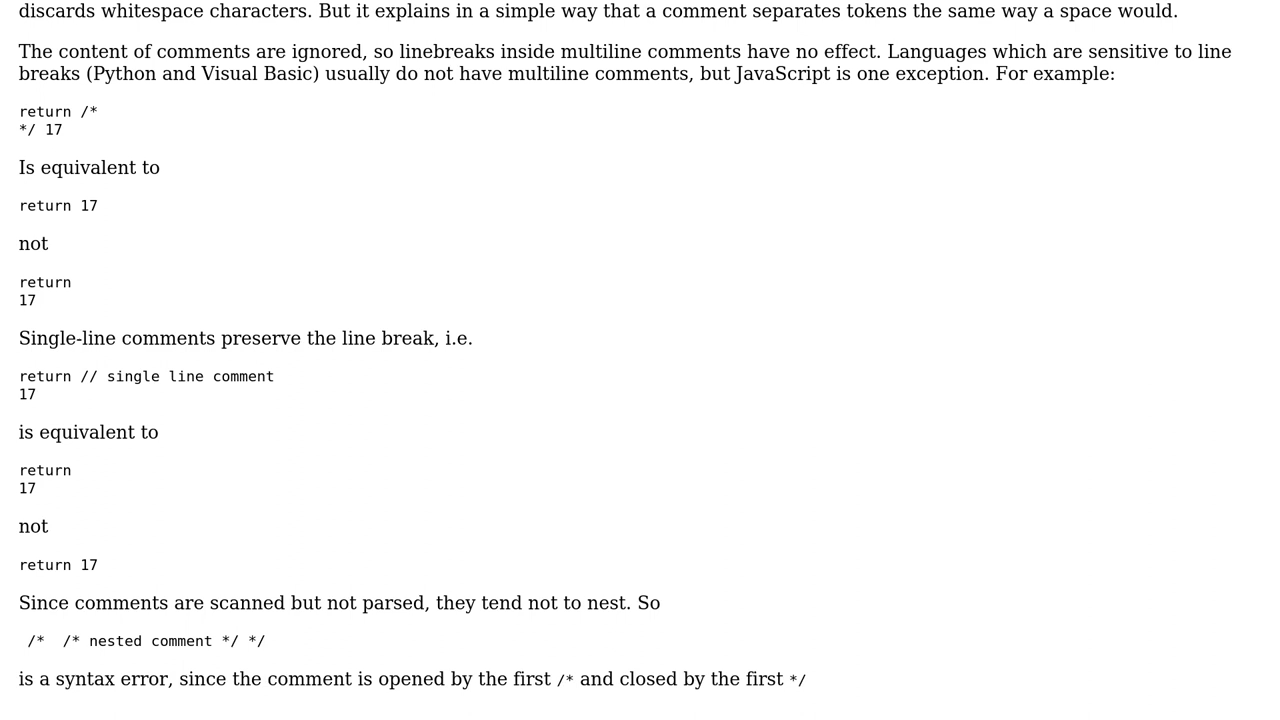 discards whitespace characters. But it explains in a simple way that a comment separates tokens the same way a space would.
The content of comments are ignored, so linebreaks inside multiline comments have no effect. Languages which are sensitive to line
breaks (Python and Visual Basic) usually do not have multiline comments, but JavaScript is one exception. For example:
return /*
*/ 17
Is equivalent to
return 17
not
return
17
Single-line comments preserve the line break, i.e.
return // single line comment
17
is equivalent to
return
17
not
return 17
Since comments are scanned but not parsed, they tend not to nest. So
/*  /* nested comment */ */
is a syntax error, since the comment is opened by the first /* and closed by the first */